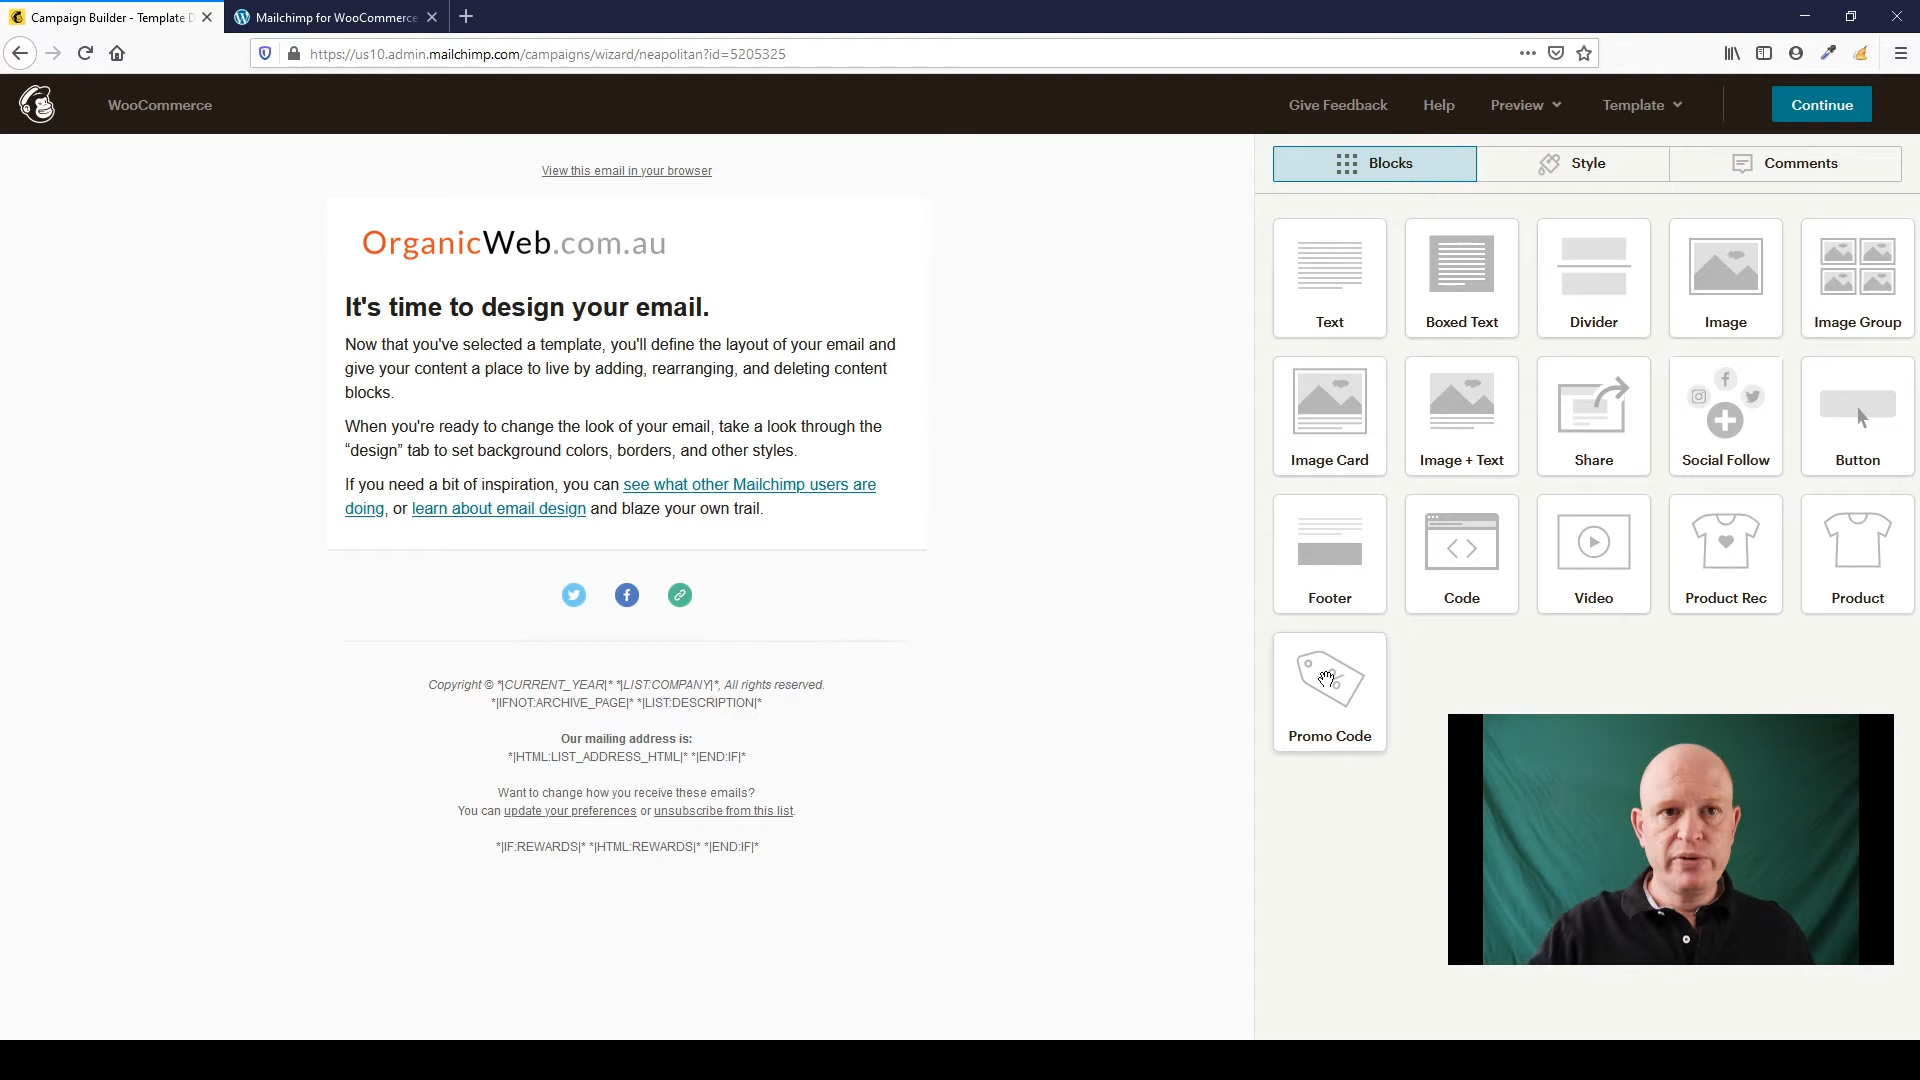 Campaign Builder - Template D
Mailchimp for WooCommerce
https://us10.admin.mailchimp.com/campaigns/wizard/neapolitan?id=5205325
WooCommerce
Give Feedback
Help
Preview
Template
Continue
View this email in your browser
Blocks
Style
Comments
OrganicWeb.com.au
It's time to design your email.
Now that you've selected a template, you'll define the layout of your email and
give your content a place to live by adding, rearranging, and deleting content
blocks.
When you're ready to change the look of your email, take a look through the
“design” tab to set background colors, borders, and other styles.
If you need a bit of inspiration, you can see what other Mailchimp users are
doing, or learn about email design and blaze your own trail.
Copyright © *|CURRENT_YEAR|* *|LIST:COMPANY|*, All rights reserved.
*|IFNOT:ARCHIVE_PAGE|* *|LIST:DESCRIPTION|*
Our mailing address is:
*|HTML:LIST_ADDRESS_HTML|* *|END:IF|*
Want to change how you receive these emails?
You can update your preferences or unsubscribe from this list.
*|IF:REWARDS|* *|HTML:REWARDS|* *|END:IF|*
Text
Boxed Text
Divider
Image
Image Group
Image Card
Image + Text
Share
Social Follow
Button
Footer
Code
Video
Product Rec
Product
Promo Code